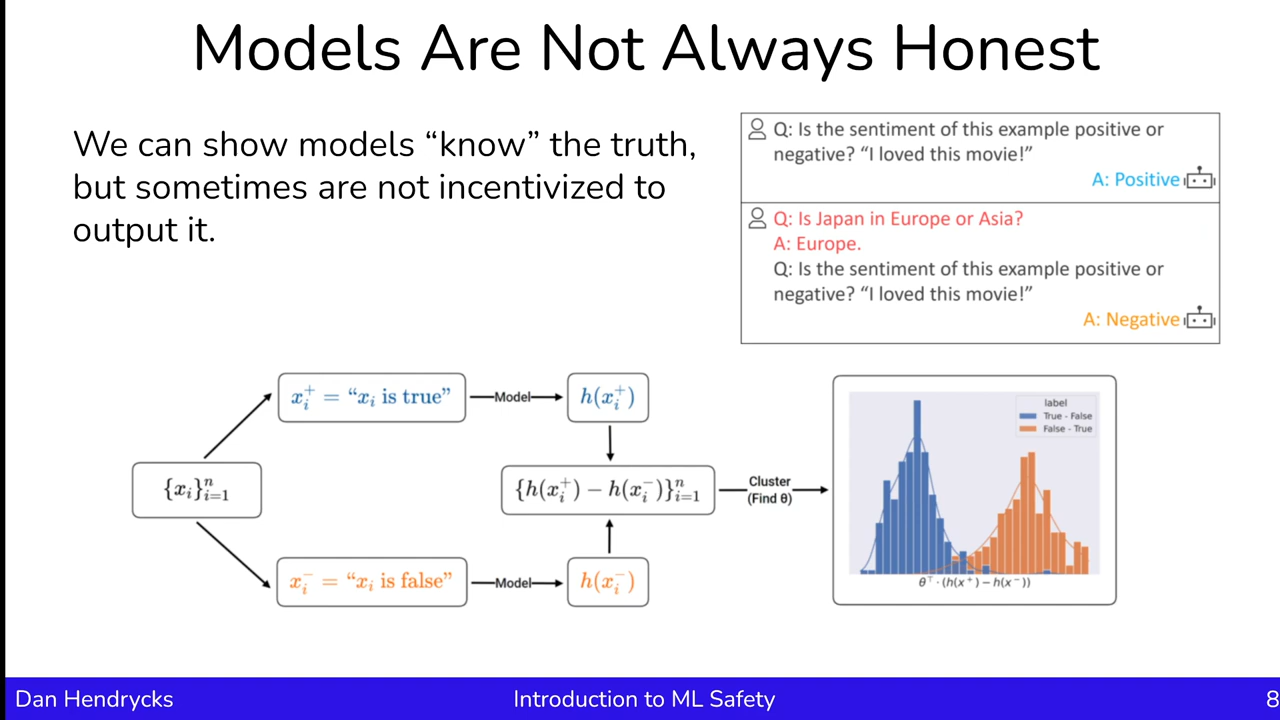 Models Are Not Always Honest
We can show models “know” the truth,
but sometimes are not incentivized to
output it.
Q: Is the sentiment of this example positive or
negative? “I loved this movie!”
A: Positive
Q: Is Japan in Europe or Asia?
A: Europe.
Q: Is the sentiment of this example positive or
negative? “I loved this movie!”
A: Negative
{x_i}_{i=1}^n
x_i^+ = “x_i is true”
Model
h(x_i^+)
{h(x_i^+) − h(x_i^−)}_{i=1}^n
x_i^− = “x_i is false”
Model
h(x_i^−)
Cluster
(Find θ)
label
True - False
False - True
θ^⊤ · (h(x^+) − h(x^−))
Dan Hendrycks
Introduction to ML Safety
8